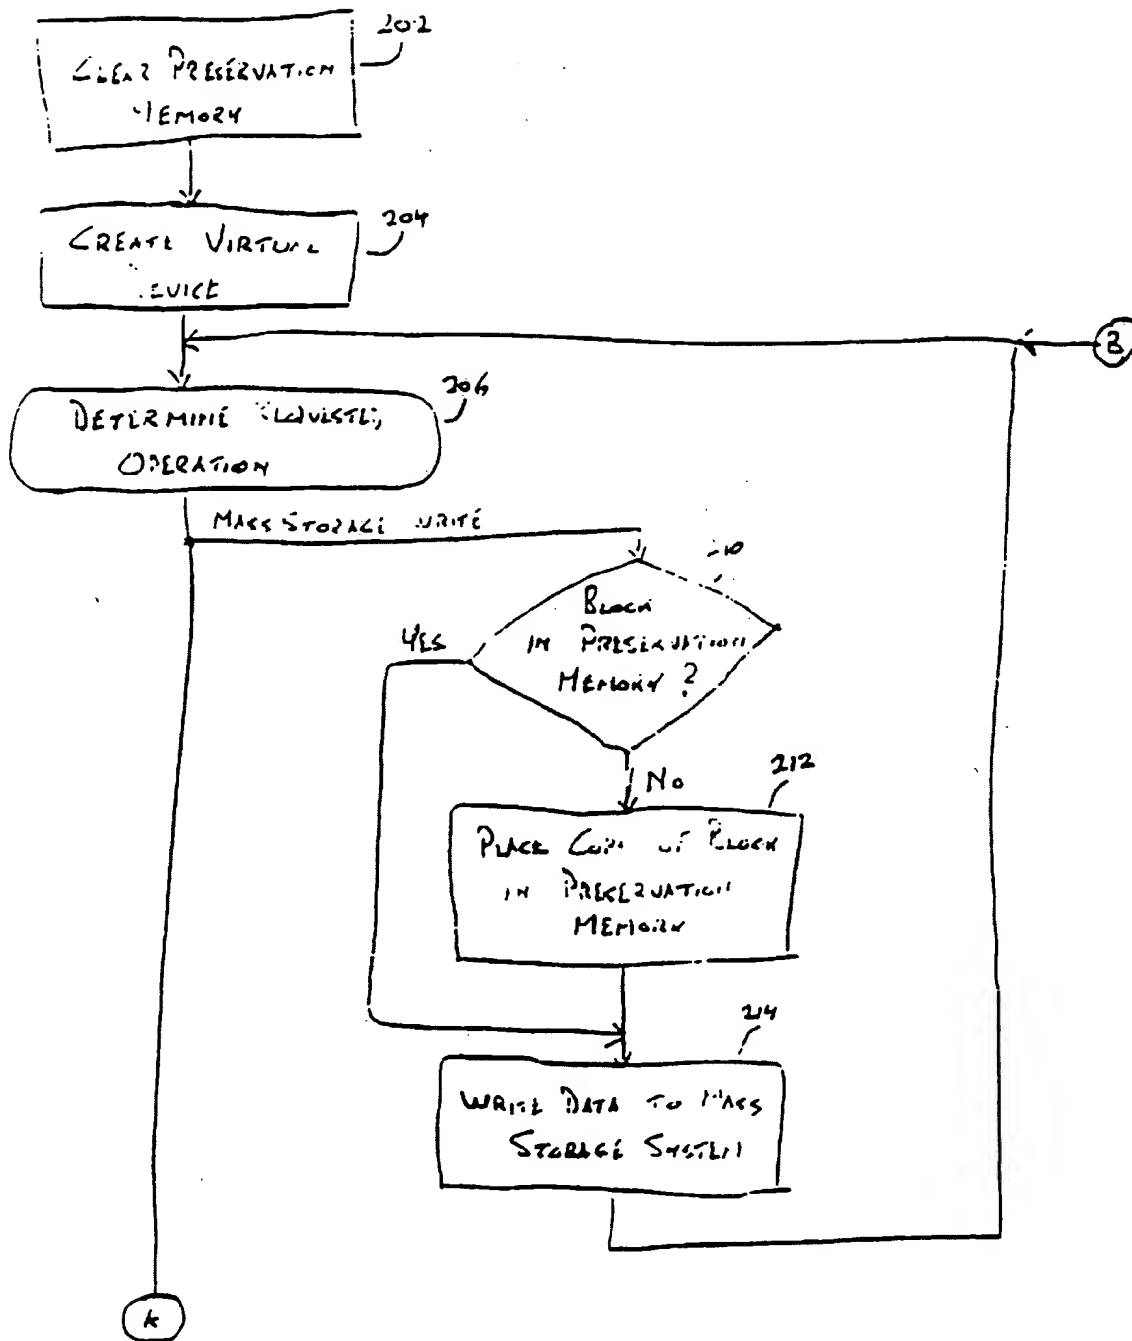 202
CLEAR PRESERVATION
MEMORY
204
CREATE VIRTUAL
DEVICE
B
206
DETERMINE REQUESTED
OPERATION
MASS STORAGE WRITE
BLOCK
IN PRESERVATION
MEMORY?
YES
NO
212
PLACE COPY OF BLOCK
IN PRESERVATION
MEMORY
214
WRITE DATA TO MASS
STORAGE SYSTEM